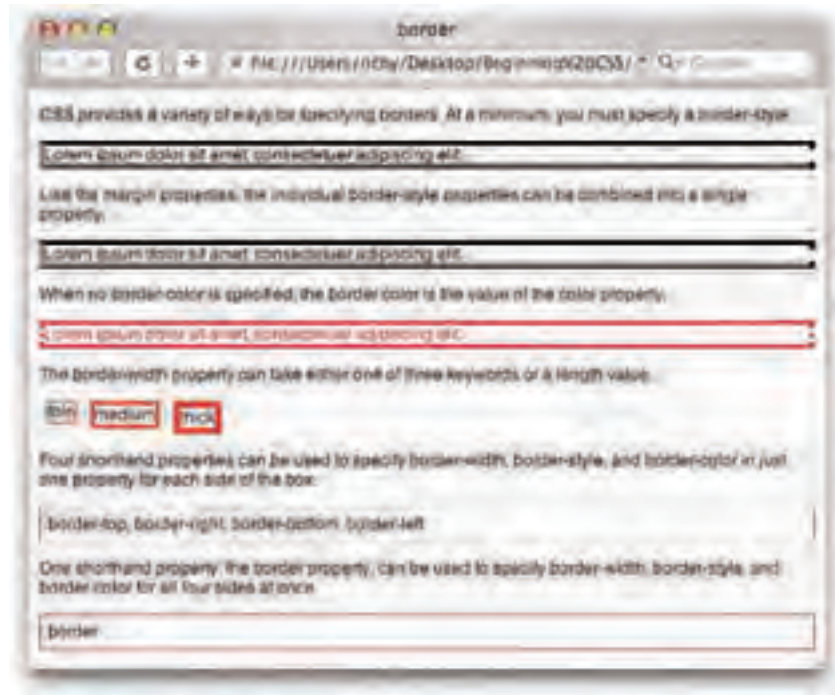 border
file:///Users/richy/Desktop/Beginning%20CSS/
CSS provides a variety of ways for specifying borders. At a minimum, you must specify a border-style.
Lorem ipsum dolor sit amet, consectetuer adipiscing elit.
Like the margin properties, the individual border-style properties can be combined into a single
property.
Lorem ipsum dolor sit amet, consectetuer adipiscing elit.
When no border-color is specified, the border color is the value of the color property.
Lorem ipsum dolor sit amet, consectetuer adipiscing elit.
The border-width property can take either one of three keywords or a length value.
thin medium thick
Four shorthand properties can be used to specify border-width, border-style, and border-color in just
one property for each side of the box.
border-top, border-right, border-bottom, border-left
One shorthand property, the border property, can be used to specify border-width, border-style, and
border-color for all four sides at once.
border